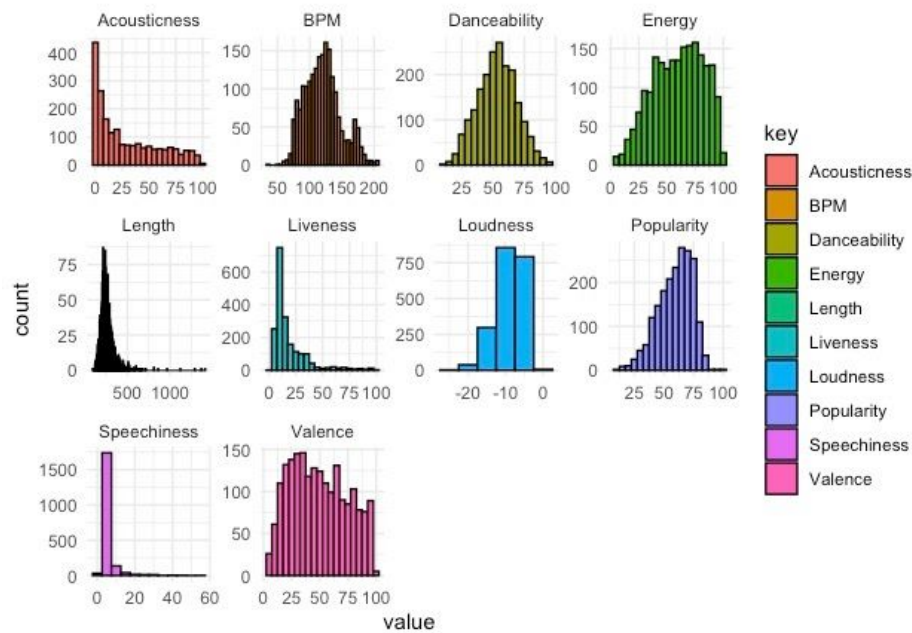 Acousticness
BPM
Danceability
Energy
400
300
200
100
0
0 25 50 75 100
150
100
50
0
50 100 150 200
200
100
0
25 50 75 100
150
100
50
0
0 25 50 75 100
Length
Liveness
Loudness
Popularity
75
50
25
0
500 1000
600
400
200
0
0 25 50 75 100
750
500
250
0
-20 -10 0
200
100
0
25 50 75 100
Speechiness
Valence
1500
1000
500
0
0 20 40 60
150
100
50
0
0 25 50 75 100
count
value
key
Acousticness
BPM
Danceability
Energy
Length
Liveness
Loudness
Popularity
Speechiness
Valence